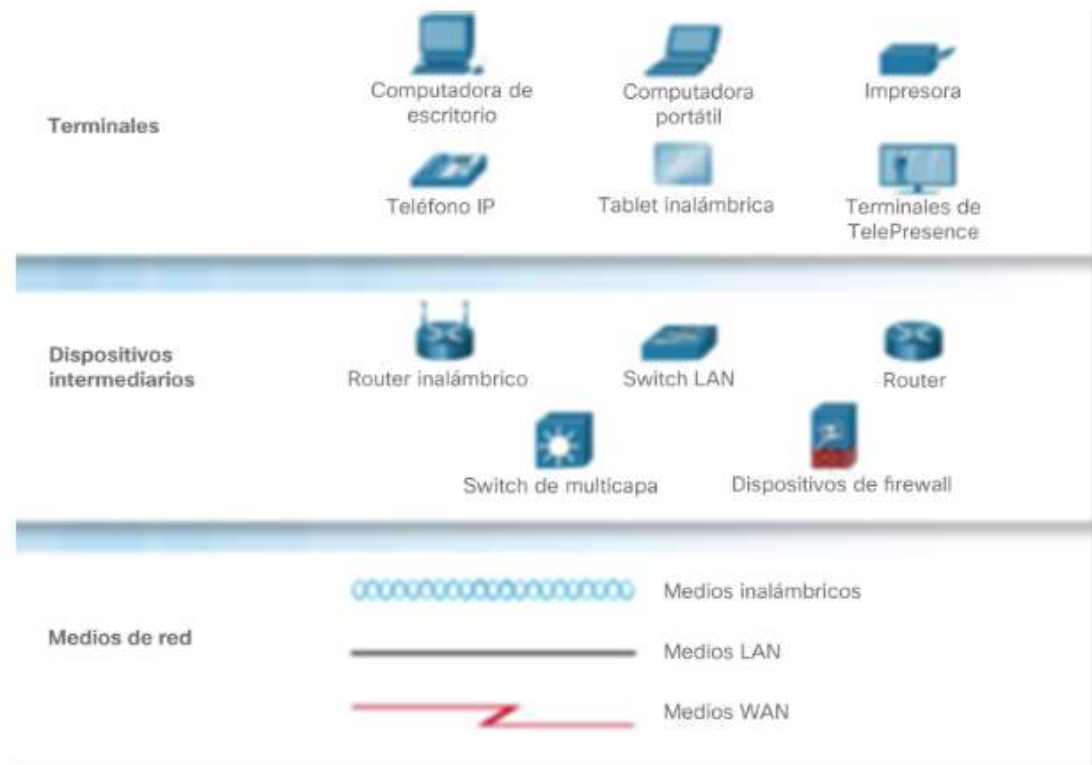 Terminales
Computadora de
escritorio
Computadora
portátil
Impresora
Teléfono IP
Tablet inalámbrica
Terminales de
TelePresence
Dispositivos
intermediarios
Router inalámbrico
Switch LAN
Router
Switch de multicapa
Dispositivos de firewall
Medios de red
Medios inalámbricos
Medios LAN
Medios WAN